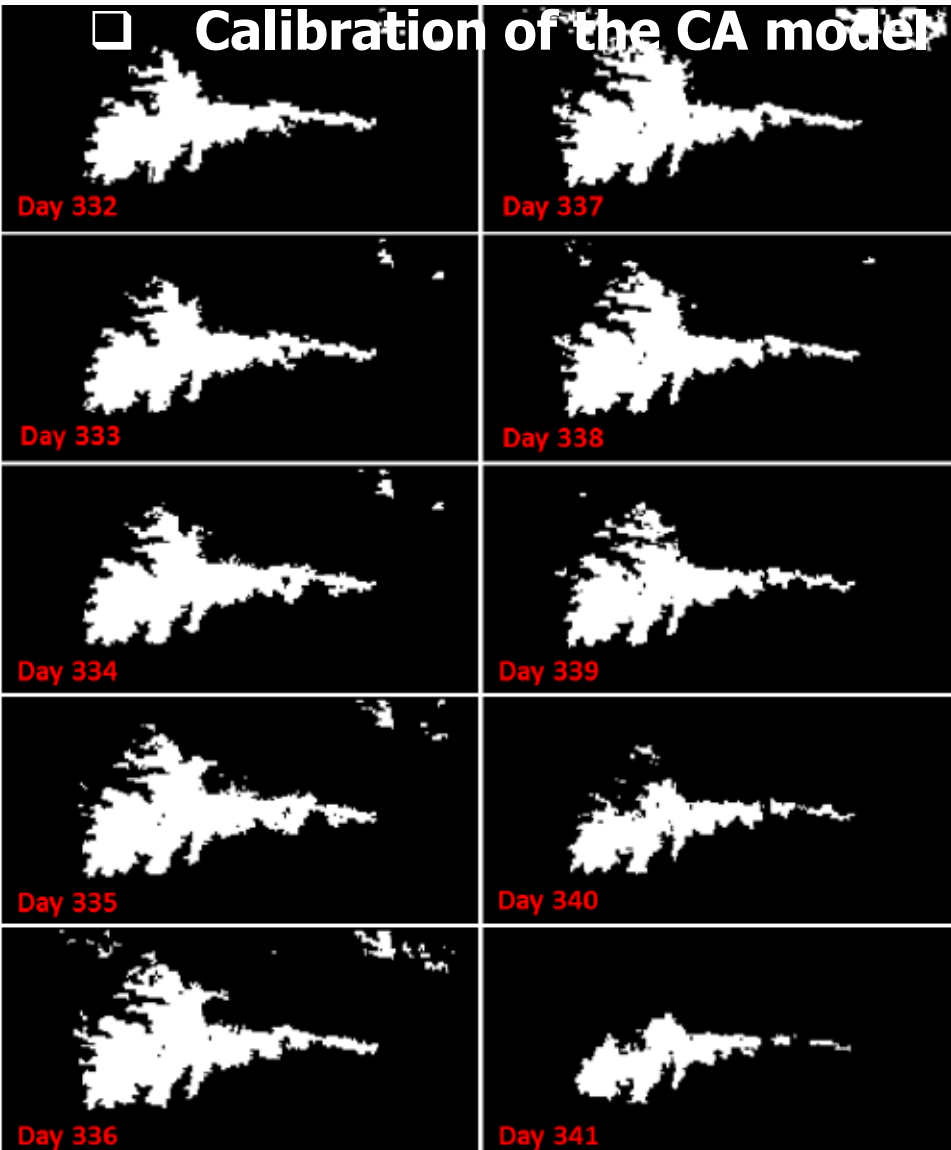 ❑ Calibration of the CA model
Day 332
Day 337
Day 333
Day 338
Day 334
Day 339
Day 335
Day 340
Day 336
Day 341